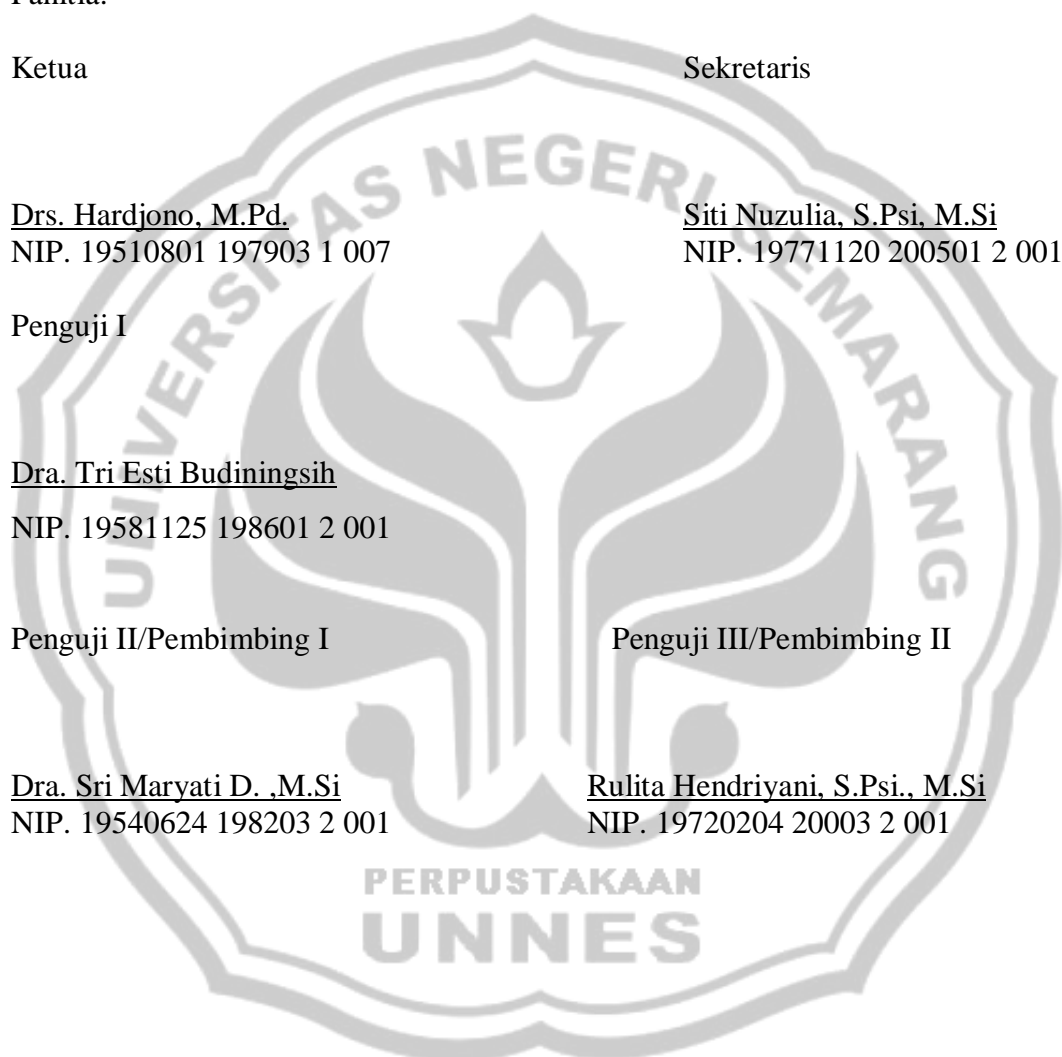 Panitia:
Ketua Sekretaris
Drs. Hardjono, M.Pd. Siti Nuzulia, S.Psi, M.Si
NIP. 19510801 197903 1 007 NIP. 19771120 200501 2 001
Penguji I
Dra. Tri Esti Budiningsih
NIP. 19581125 198601 2 001
Penguji II/Pembimbing I Penguji III/Pembimbing II
Dra. Sri Maryati D. ,M.Si Rulita Hendriyani, S.Psi., M.Si
NIP. 19540624 198203 2 001 NIP. 19720204 20003 2 001
UNIVERSITAS NEGERI SEMARANG
PERPUSTAKAAN
UNNES